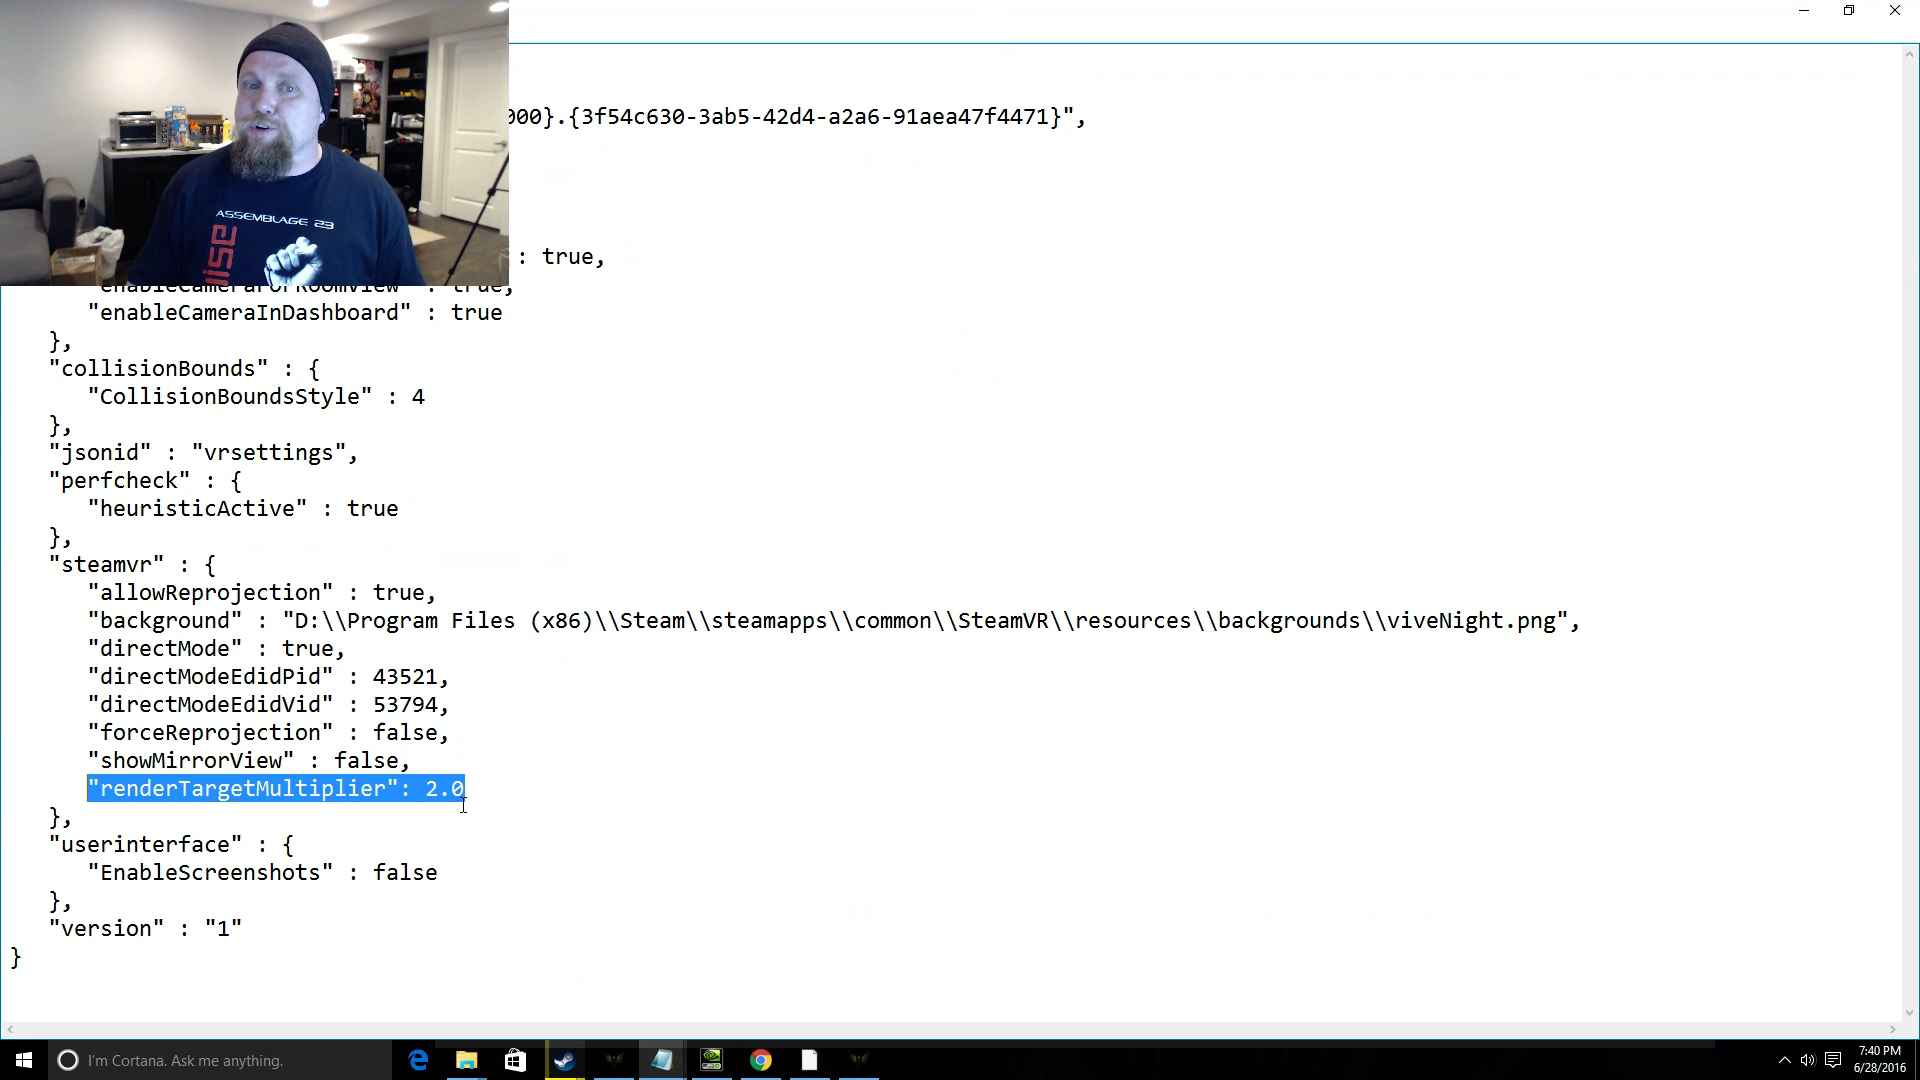 000}.{3f54c630-3ab5-42d4-a2a6-91aea47f4471}",
ASSEMBLAGE 23
: true,
"enableCameraForRoomView" : true,
"enableCameraInDashboard" : true
},
"collisionBounds" : {
"CollisionBoundsStyle" : 4
},
"jsonid" : "vrsettings",
"perfcheck" : {
"heuristicActive" : true
},
"steamvr" : {
"allowReprojection" : true,
"background" : "D:\\Program Files (x86)\\Steam\\steamapps\\common\\SteamVR\\resources\\backgrounds\\viveNight.png",
"directMode" : true,
"directModeEdidPid" : 43521,
"directModeEdidVid" : 53794,
"forceReprojection" : false,
"showMirrorView" : false,
"renderTargetMultiplier": 2.0
},
"userinterface" : {
"EnableScreenshots" : false
},
"version" : "1"
}
I'm Cortana. Ask me anything.
7:40 PM
6/28/2016